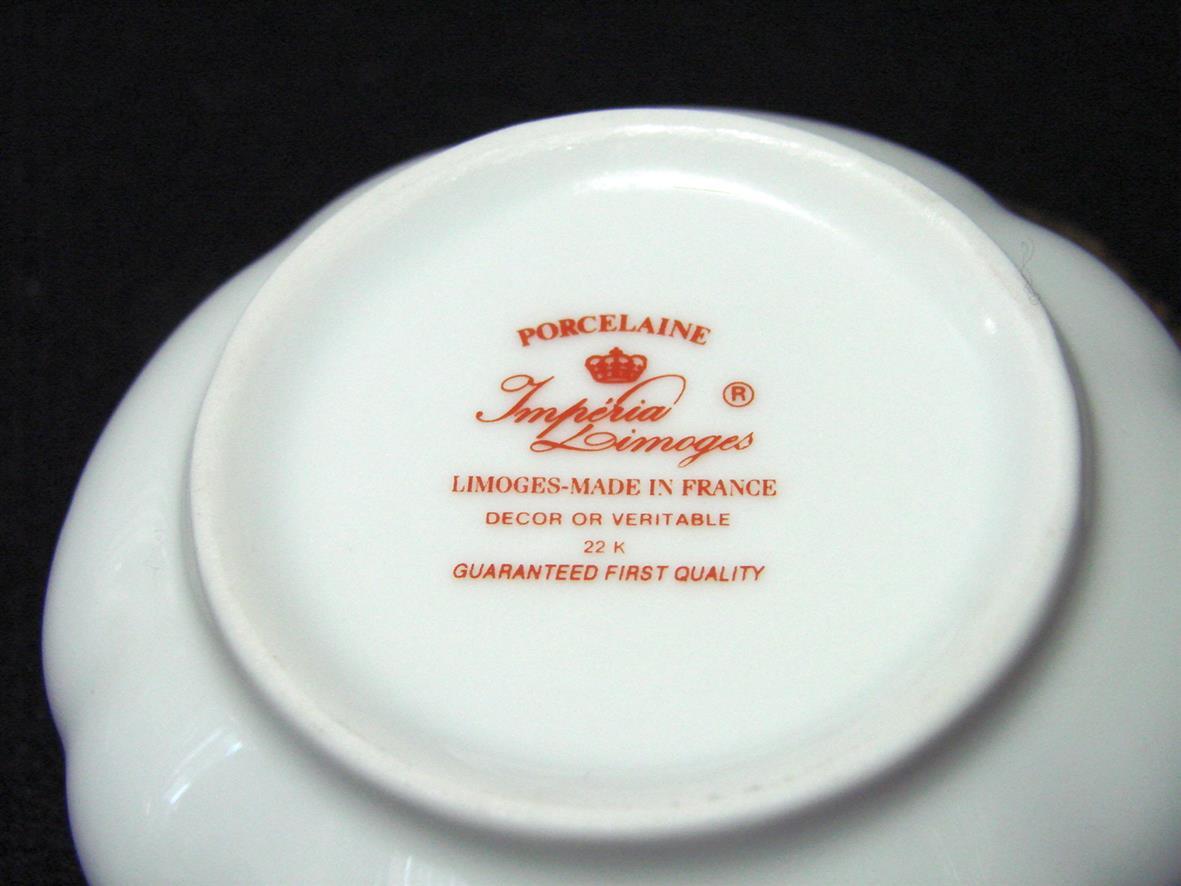 PORCELAINE
Impéria ®
Limoges
LIMOGES-MADE IN FRANCE
DECOR OR VERITABLE
22 K
GUARANTEED FIRST QUALITY